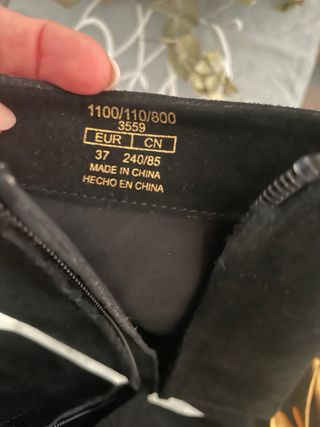 1100/110/800
3559
EUR CN
37 240/85
MADE IN CHINA
HECHO EN CHINA